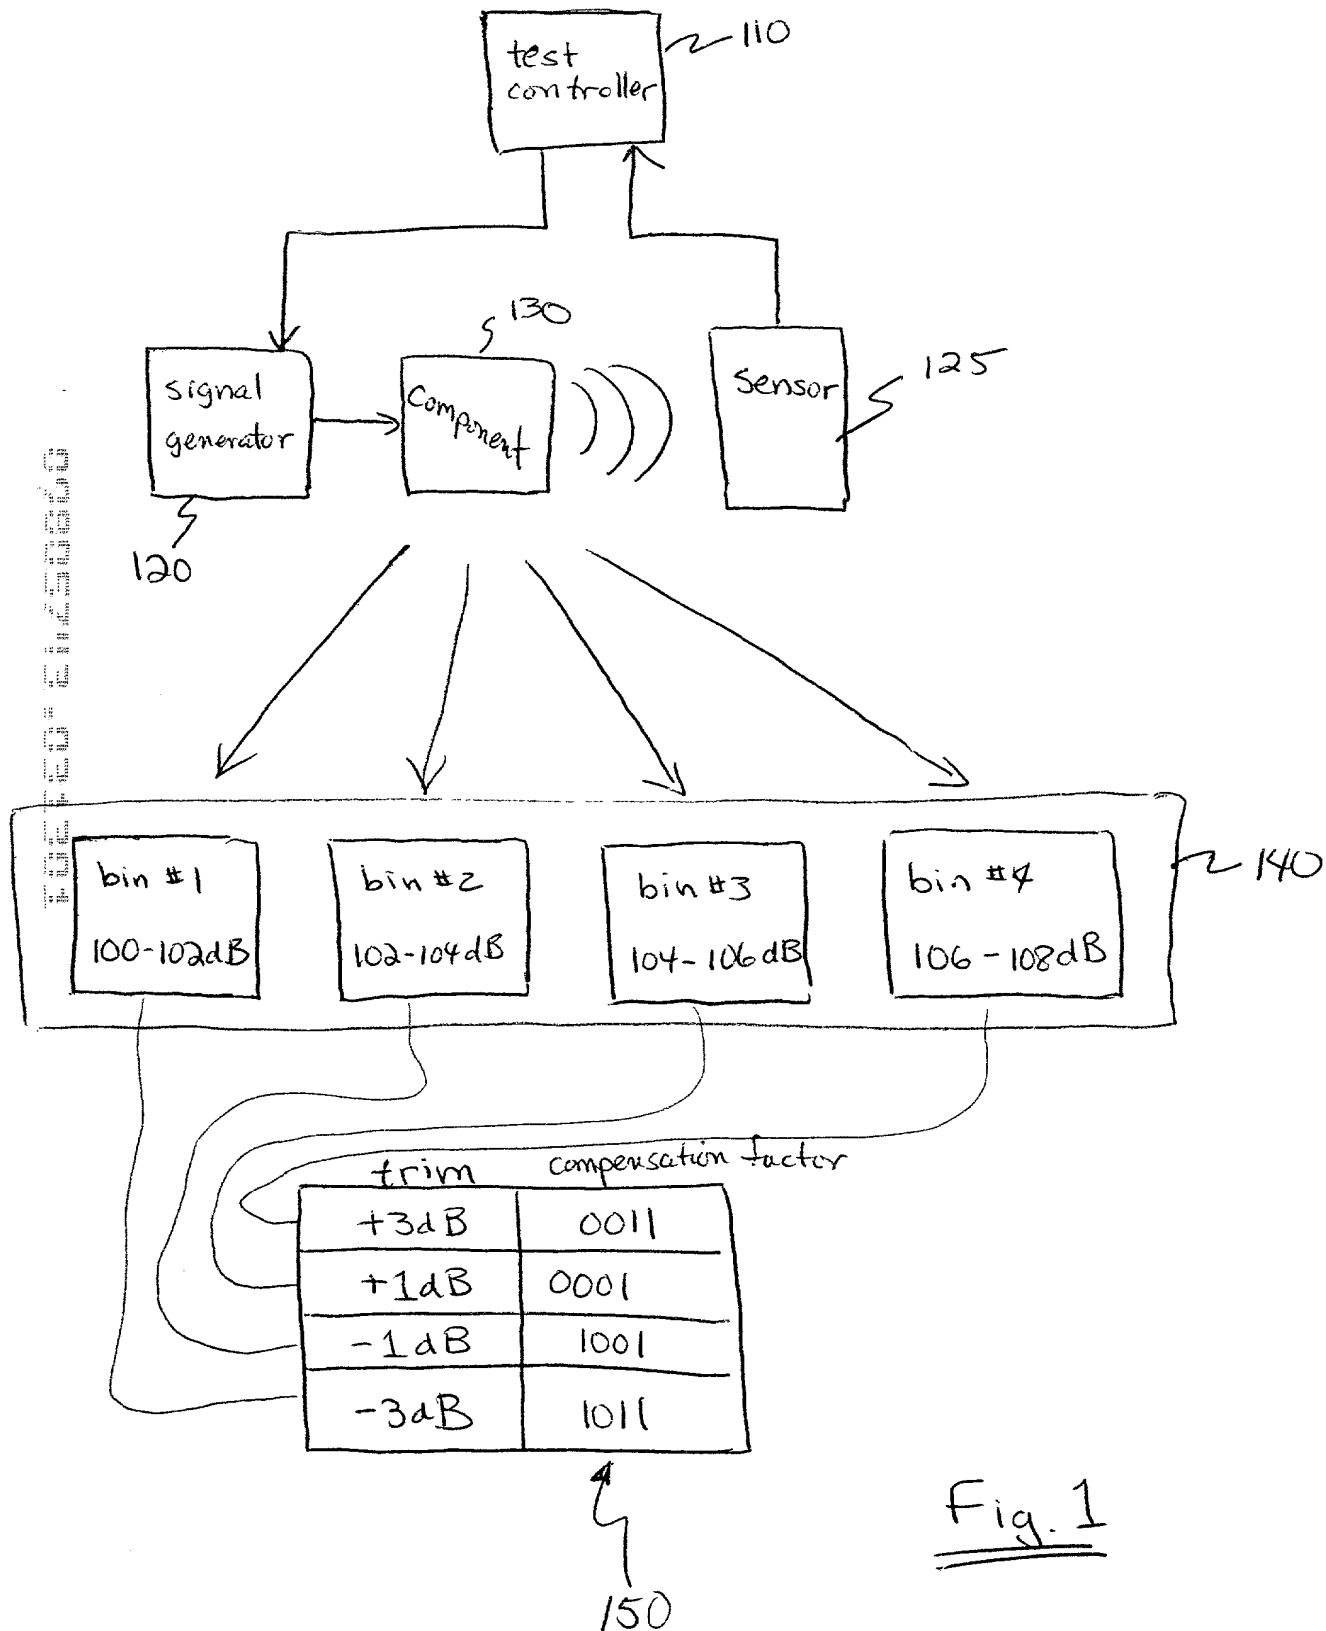 test
controller
110
130
signal
generator
component
sensor
125
120
bin #1
100-102dB
bin #2
102-104dB
bin #3
104-106dB
bin #4
106-108dB
140
trim compensation factor
+3dB 0011
+1dB 0001
-1dB 1001
-3dB 1011
150
Fig. 1